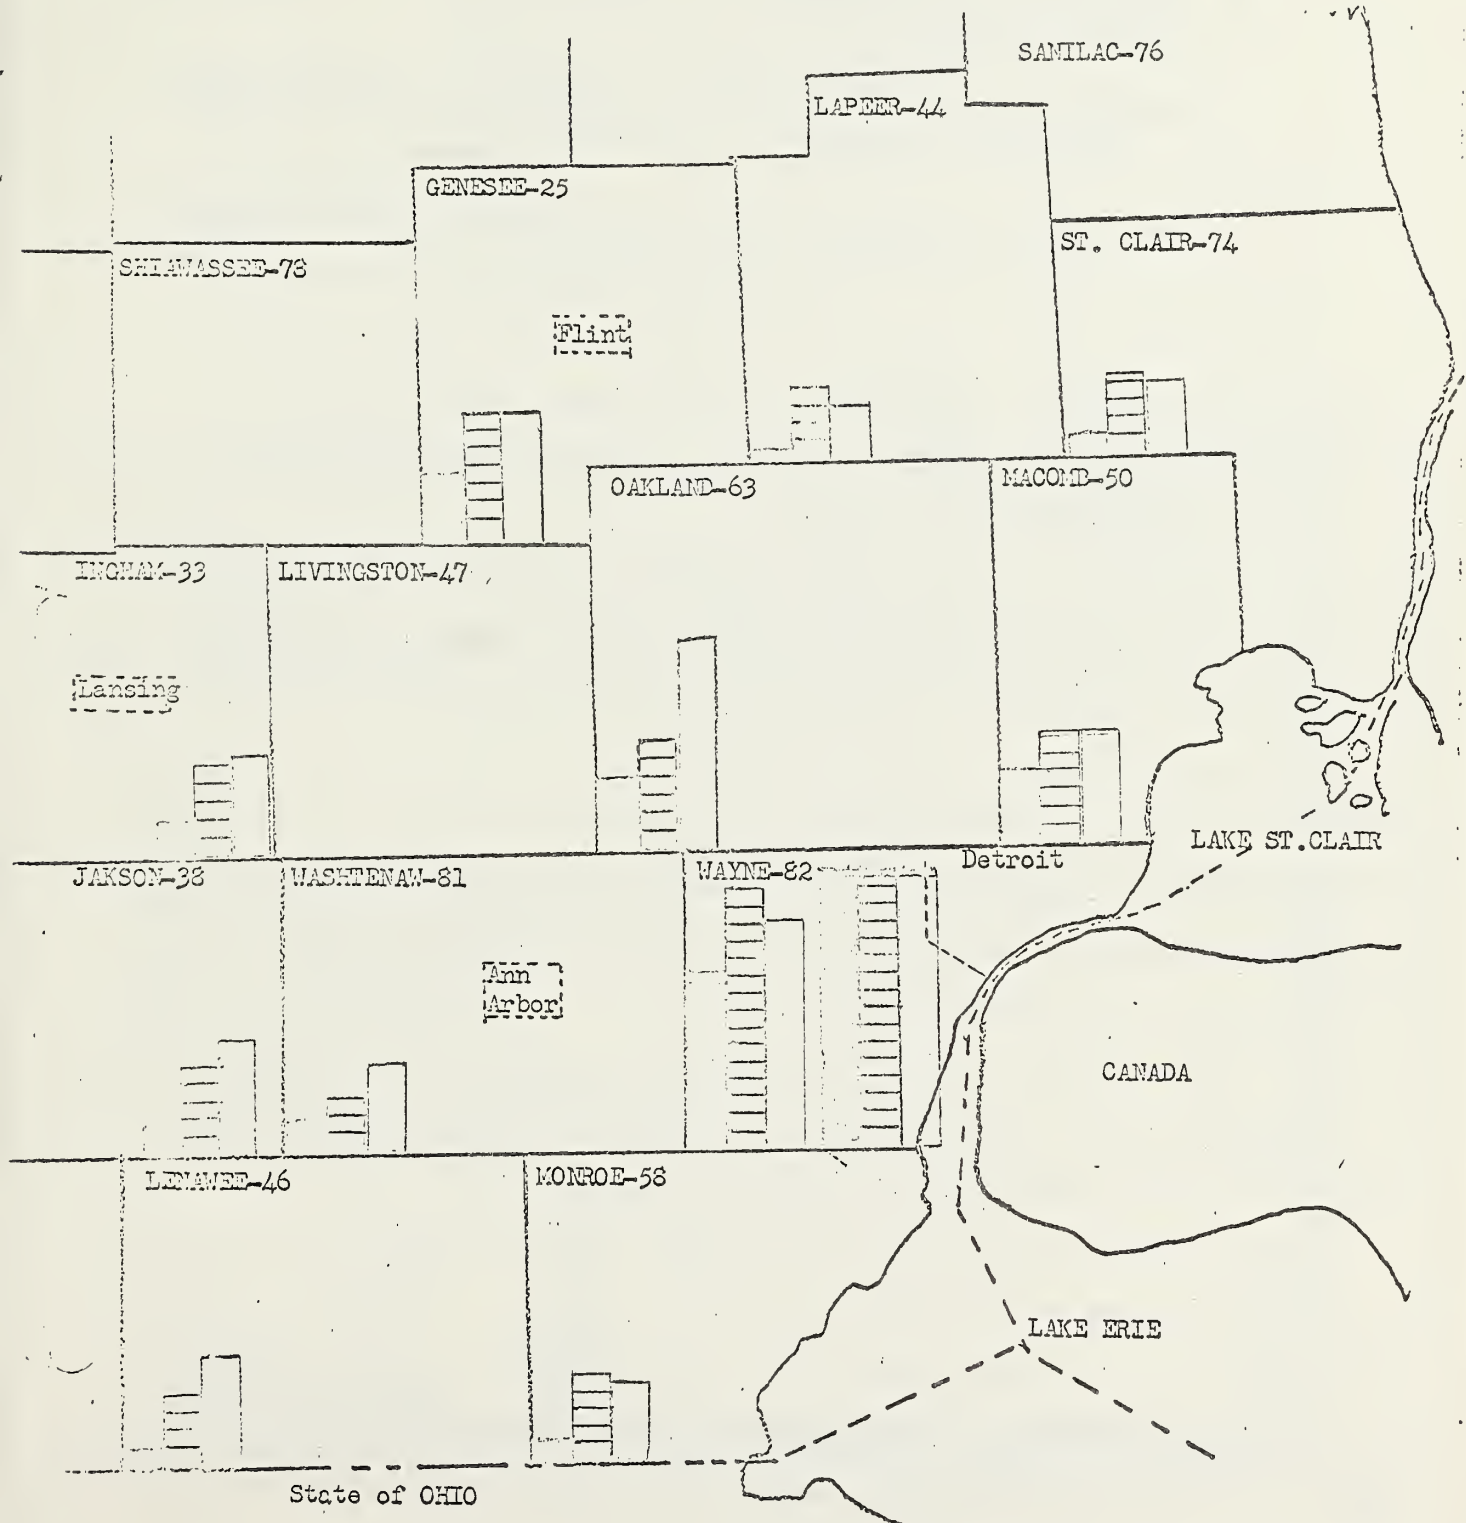 SANILAC-76
LAPEER-44
GENESEE-25
ST. CLAIR-74
SHIAWASSEE-78
Flint
OAKLAND-63
MACOMB-50
INGHAM-33
LIVINGSTON-47
Lansing
LAKE ST.CLAIR
Detroit
JAKSON-38
WASHTENAW-81
WAYNE-82
Ann
Arbor
CANADA
LENAWEE-46
MONROE-58
LAKE ERIE
State of OHIO